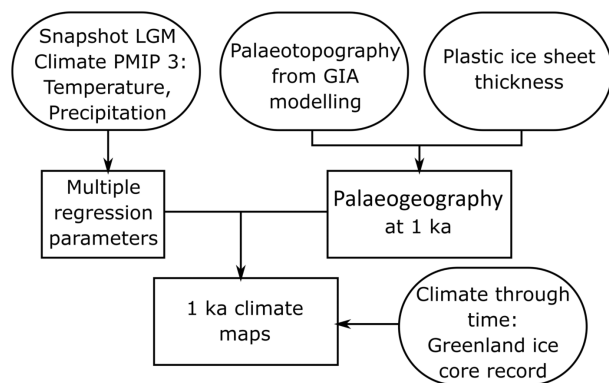 Snapshot LGM
Climate PMIP 3:
Temperature,
Precipitation
Palaeotopography
from GIA
modelling
Plastic ice sheet
thickness
Multiple
regression
parameters
Palaeogeography
at 1 ka
1 ka climate
maps
Climate through
time:
Greenland ice
core record